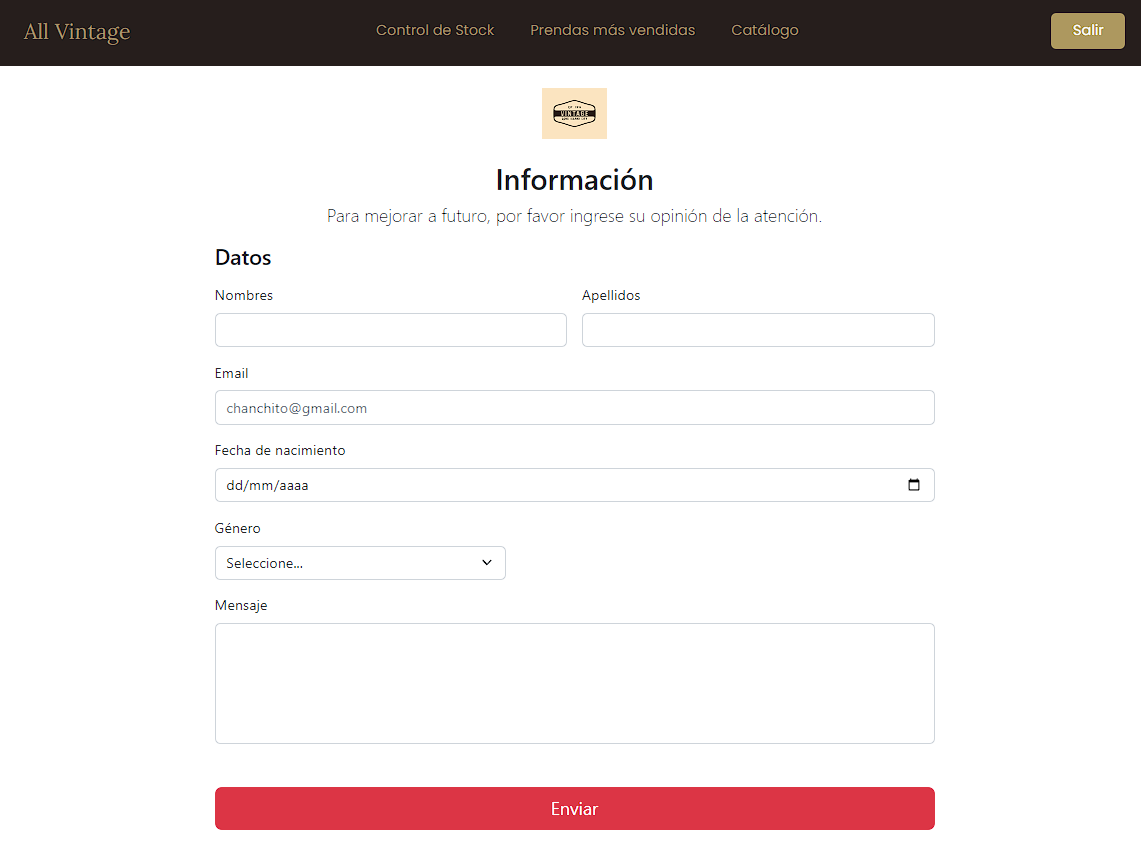 All Vintage
Control de Stock
Prendas más vendidas
Catálogo
Salir
VINTAGE
Información
Para mejorar a futuro, por favor ingrese su opinión de la atención.
Datos
Nombres
Apellidos
Email
chanchito@gmail.com
Fecha de nacimiento
dd/mm/aaaa
Género
Seleccione...
Mensaje
Enviar